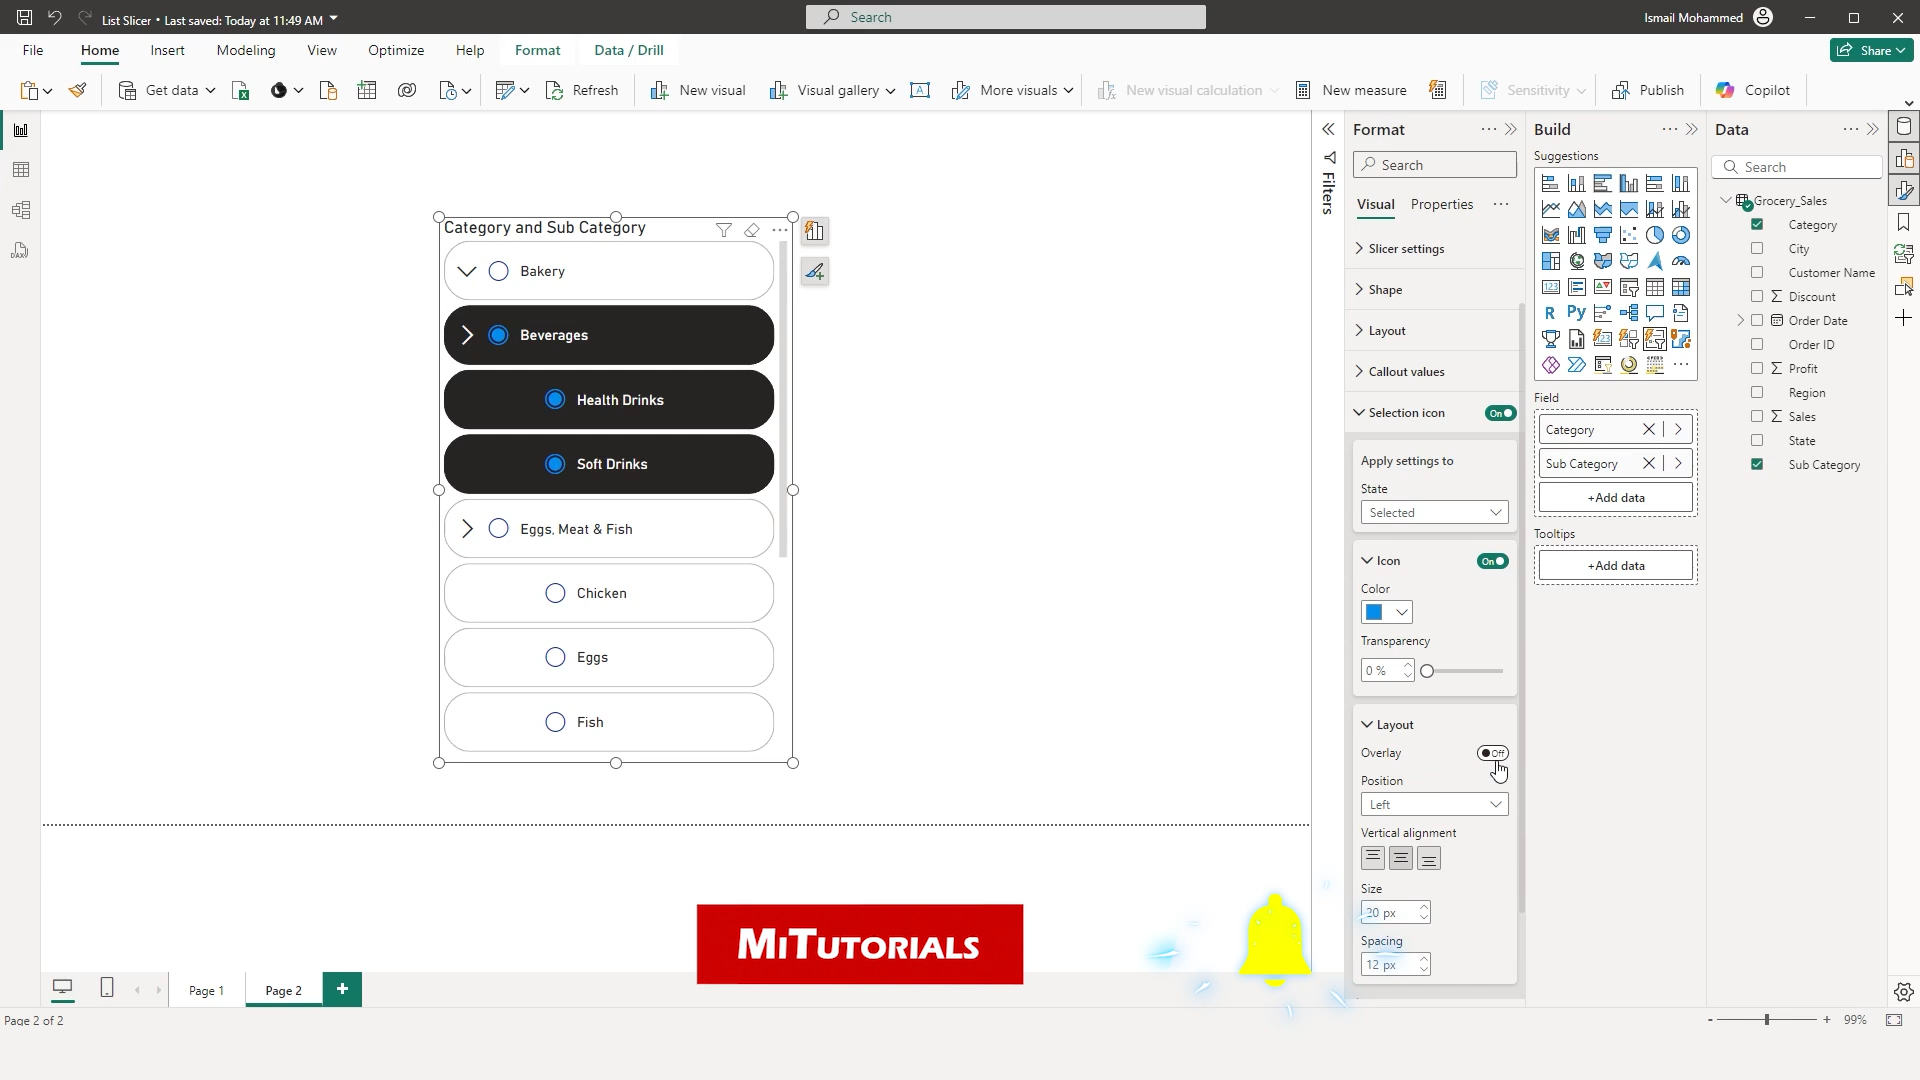 List Slicer • Last saved: Today at 11:49 AM
Search
Ismail Mohammed
File Home Insert Modeling View Optimize Help Format Data / Drill
Share
Get data
Refresh
New visual
Visual gallery
A
More visuals
New visual calculation
New measure
Sensitivity
Publish
Copilot
DAX
Category and Sub Category
Bakery
Beverages
Health Drinks
Soft Drinks
Eggs, Meat & Fish
Chicken
Eggs
Fish
Filters
Format
Search
Visual Properties
Slicer settings
Shape
Layout
Callout values
Selection icon On
Apply settings to
State
Selected
Icon On
Color
Transparency
0 %
Layout
Overlay Off
Position
Left
Vertical alignment
Size
20 px
Spacing
12 px
Build
Suggestions
123
R Py
Field
Category
Sub Category
+Add data
Tooltips
+Add data
Data
Search
Grocery_Sales
Category
City
Customer Name
Discount
Order Date
Order ID
Profit
Region
Sales
State
Sub Category
MiTutorials
Page 1
Page 2
Page 2 of 2
- + 99%